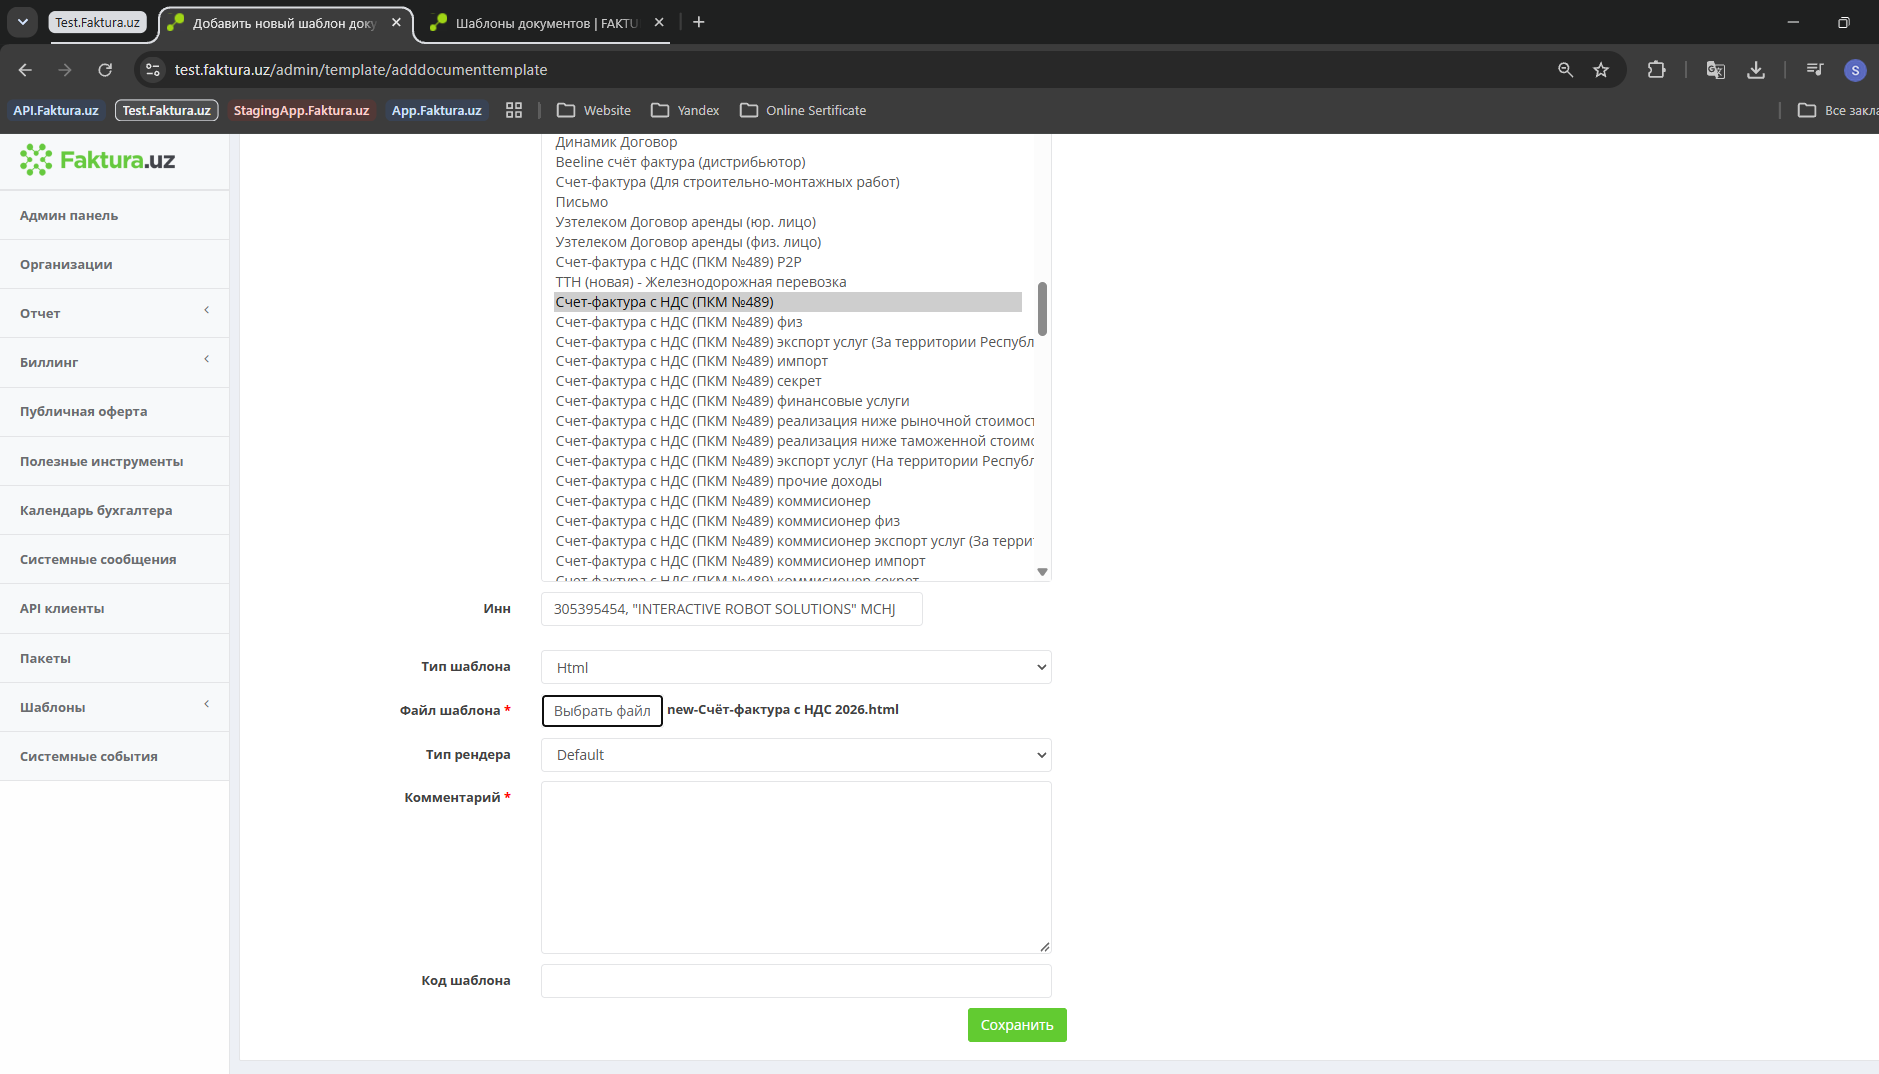 Test.Faktura.uz
Добавить новый шаблон доку
Шаблоны документов | FAKTU
test.faktura.uz/admin/template/adddocumenttemplate
S
API.Faktura.uz
Test.Faktura.uz
StagingApp.Faktura.uz
App.Faktura.uz
Website
Yandex
Online Sertificate
Все закла
Faktura.uz
Админ панель
Организации
Отчет
Биллинг
Публичная оферта
Полезные инструменты
Календарь бухгалтера
Системные сообщения
API клиенты
Пакеты
Шаблоны
Системные события
Динамик Договор
Beeline счёт фактура (дистрибьютор)
Счет-фактура (Для строительно-монтажных работ)
Письмо
Узтелеком Договор аренды (юр. лицо)
Узтелеком Договор аренды (физ. лицо)
Счет-фактура с НДС (ПКМ №489) P2P
ТТН (новая) - Железнодорожная перевозка
Счет-фактура с НДС (ПКМ №489)
Счет-фактура с НДС (ПКМ №489) физ
Счет-фактура с НДС (ПКМ №489) экспорт услуг (За территории Республ
Счет-фактура с НДС (ПКМ №489) импорт
Счет-фактура с НДС (ПКМ №489) секрет
Счет-фактура с НДС (ПКМ №489) финансовые услуги
Счет-фактура с НДС (ПКМ №489) реализация ниже рыночной стоимост
Счет-фактура с НДС (ПКМ №489) реализация ниже таможенной стоимо
Счет-фактура с НДС (ПКМ №489) экспорт услуг (На территории Республ
Счет-фактура с НДС (ПКМ №489) прочие доходы
Счет-фактура с НДС (ПКМ №489) коммисионер
Счет-фактура с НДС (ПКМ №489) коммисионер физ
Счет-фактура с НДС (ПКМ №489) коммисионер экспорт услуг (За терри
Счет-фактура с НДС (ПКМ №489) коммисионер импорт
Счет-фактура с НДС (ПКМ №489) коммисионер секрет
Инн
305395454, "INTERACTIVE ROBOT SOLUTIONS" MCHJ
Тип шаблона
Html
Файл шаблона *
Выбрать файл new-Счёт-фактура с НДС 2026.html
Тип рендера
Default
Комментарий *
Код шаблона
Сохранить